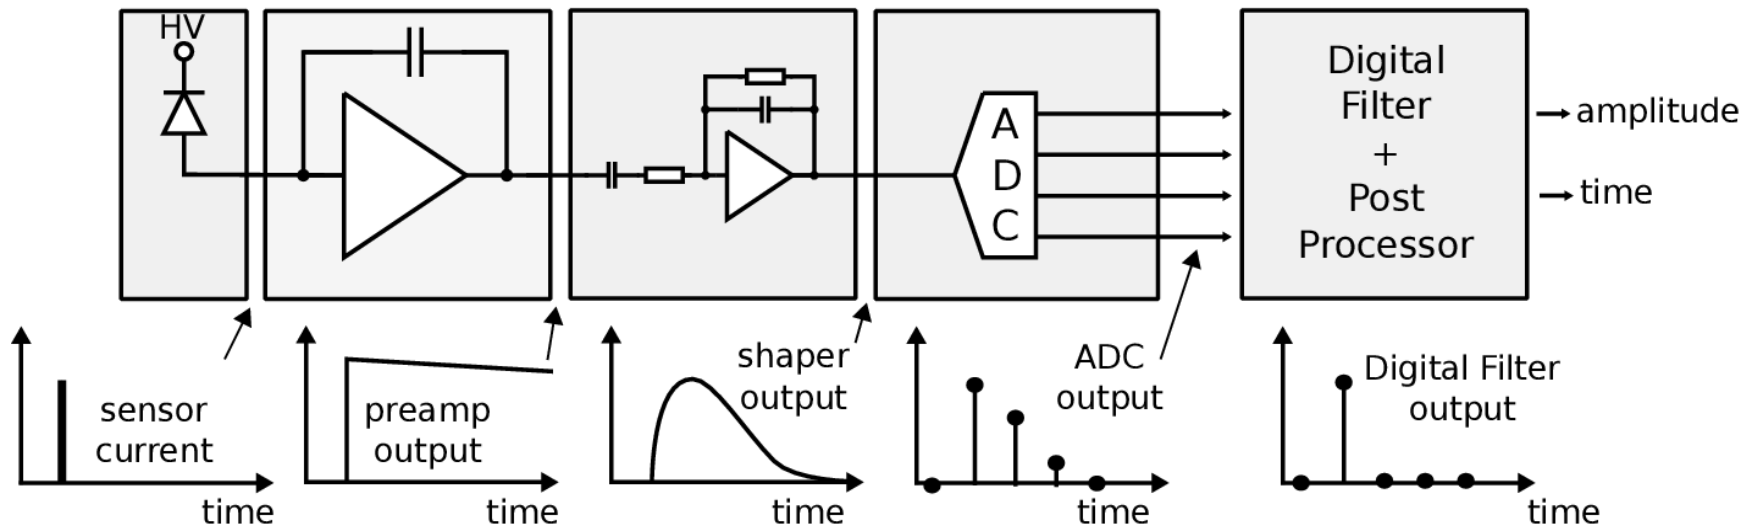 HV
A
D
C
Digital
Filter
+
Post
Processor
amplitude
time
sensor
current
time
preamp
output
time
shaper
output
time
ADC
output
time
Digital Filter
output
time